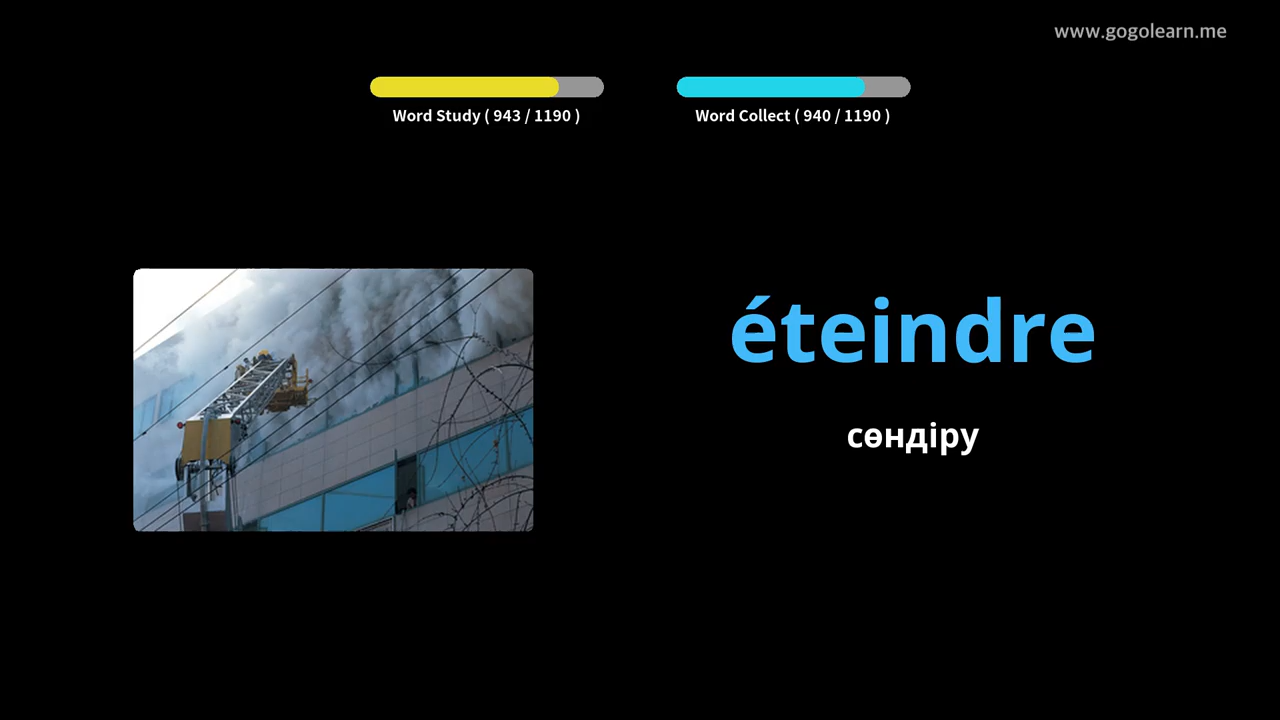 www.gogolearn.me
Word Study ( 943 / 1190 )
Word Collect ( 940 / 1190 )
éteindre
сөндіру